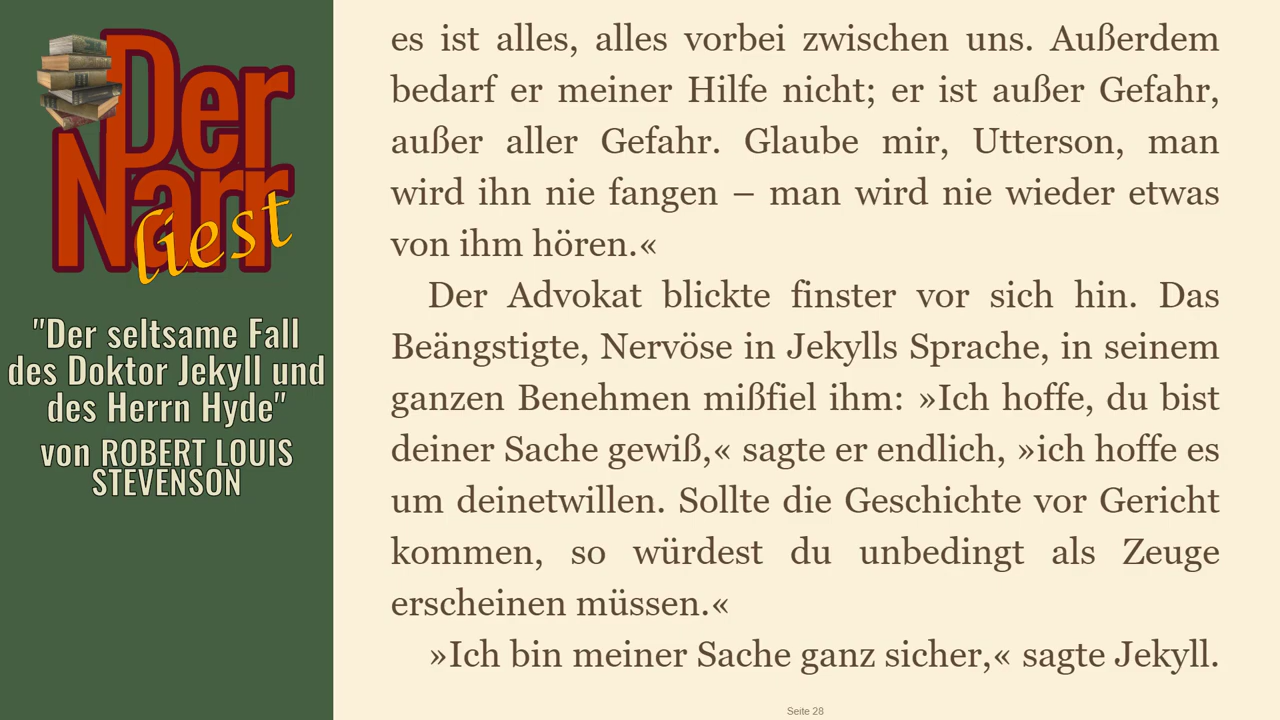 Der
Narr
liest
"Der seltsame Fall
des Doktor Jekyll und
des Herrn Hyde"
von ROBERT LOUIS
STEVENSON
es ist alles, alles vorbei zwischen uns. Außerdem
bedarf er meiner Hilfe nicht; er ist außer Gefahr,
außer aller Gefahr. Glaube mir, Utterson, man
wird ihn nie fangen – man wird nie wieder etwas
von ihm hören.«
Der Advokat blickte finster vor sich hin. Das
Beängstigte, Nervöse in Jekylls Sprache, in seinem
ganzen Benehmen mißfiel ihm: »Ich hoffe, du bist
deiner Sache gewiß,« sagte er endlich, »ich hoffe es
um deinetwillen. Sollte die Geschichte vor Gericht
kommen, so würdest du unbedingt als Zeuge
erscheinen müssen.«
»Ich bin meiner Sache ganz sicher,« sagte Jekyll.
Seite 28